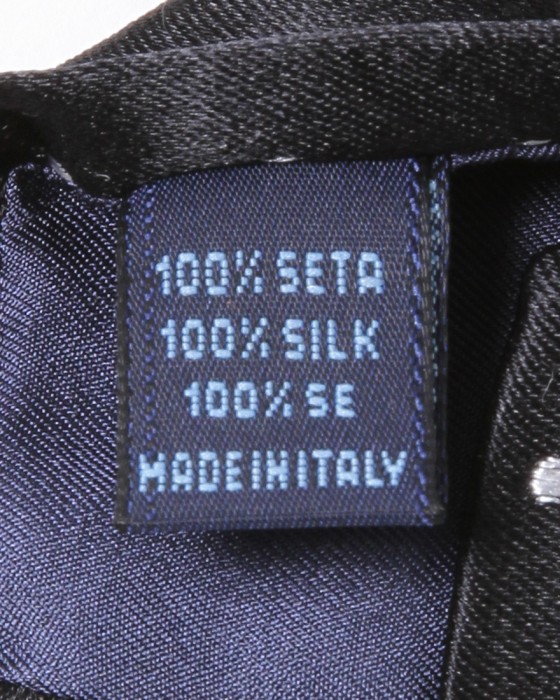 100% SETA
100% SILK
100% SE
MADE IN ITALY